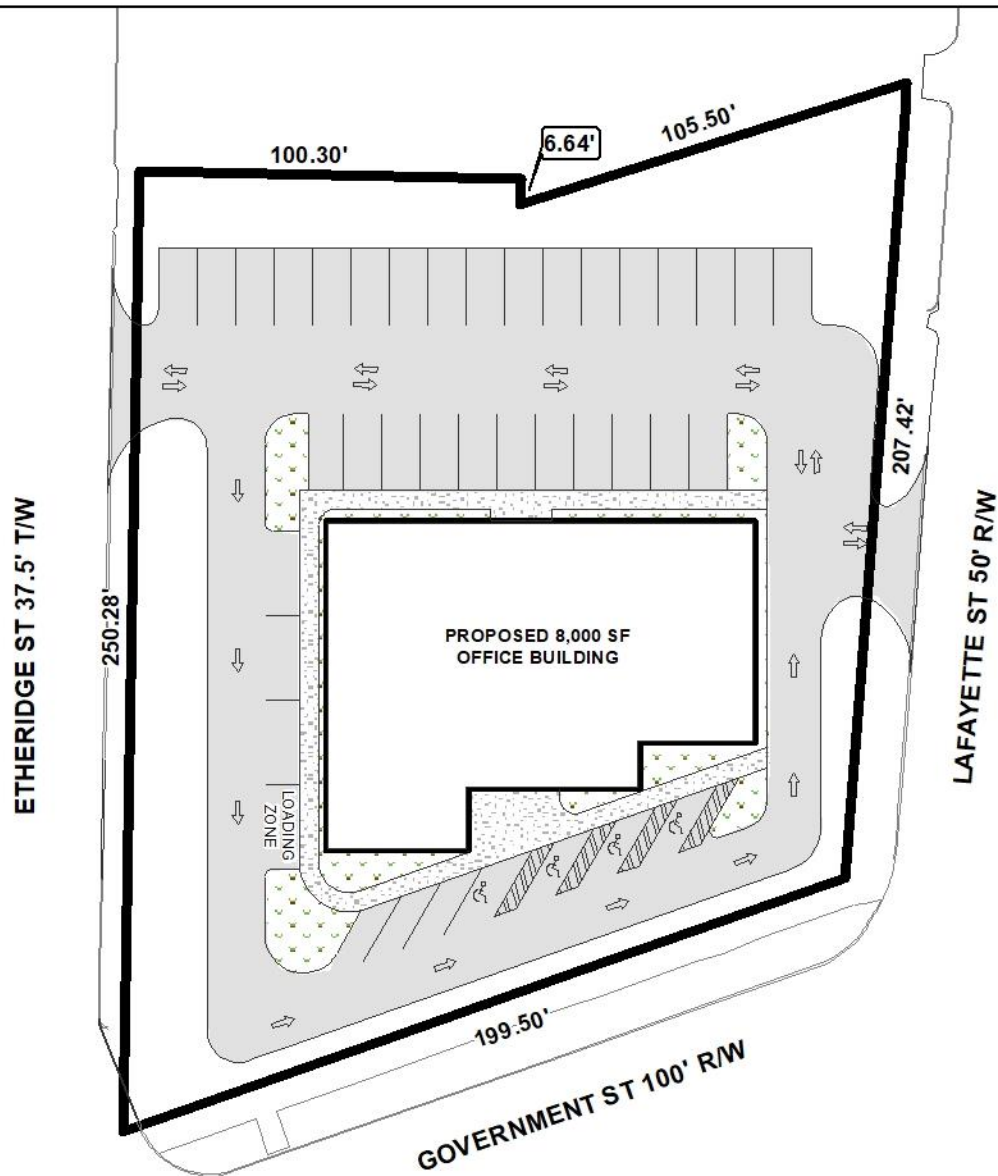 100.30'
6.64'
105.50'
207.42'
250.28'
ETHERIDGE ST 37.5' T/W
LAFAYETTE ST 50' R/W
PROPOSED 8,000 SF
OFFICE BUILDING
LOADING
ZONE
199.50'
GOVERNMENT ST 100' R/W